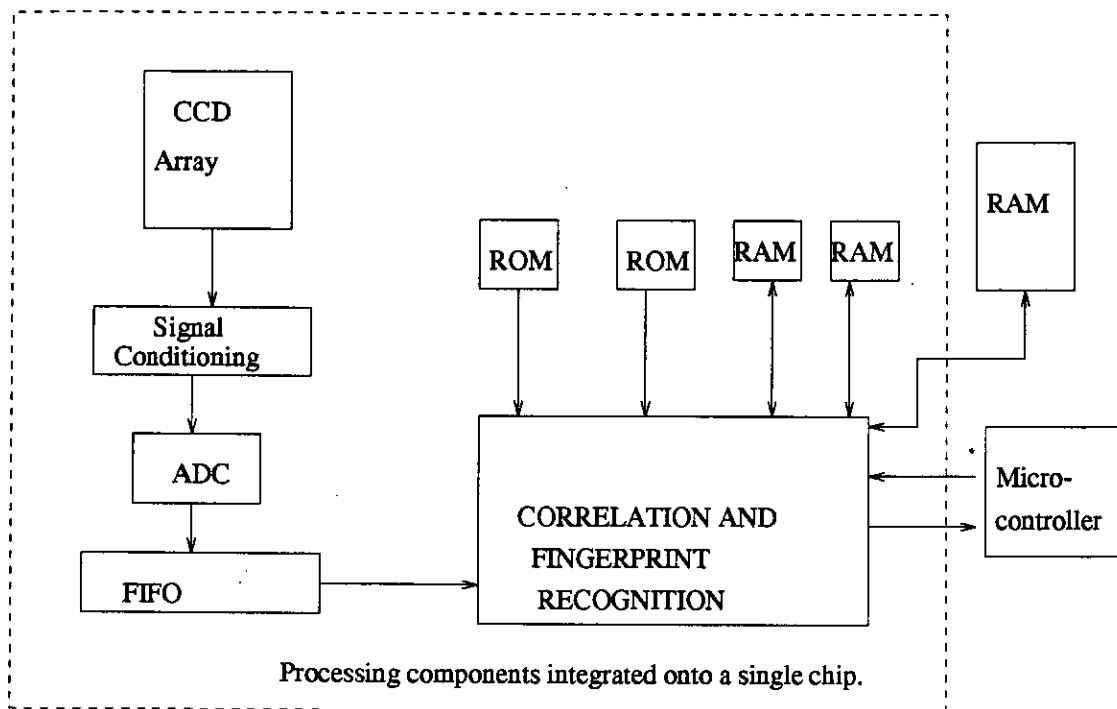 CCD
Array
Signal
Conditioning
ADC
FIFO
ROM
ROM
RAM
RAM
RAM
CORRELATION AND
FINGERPRINT
RECOGNITION
Micro-
controller
Processing components integrated onto a single chip.